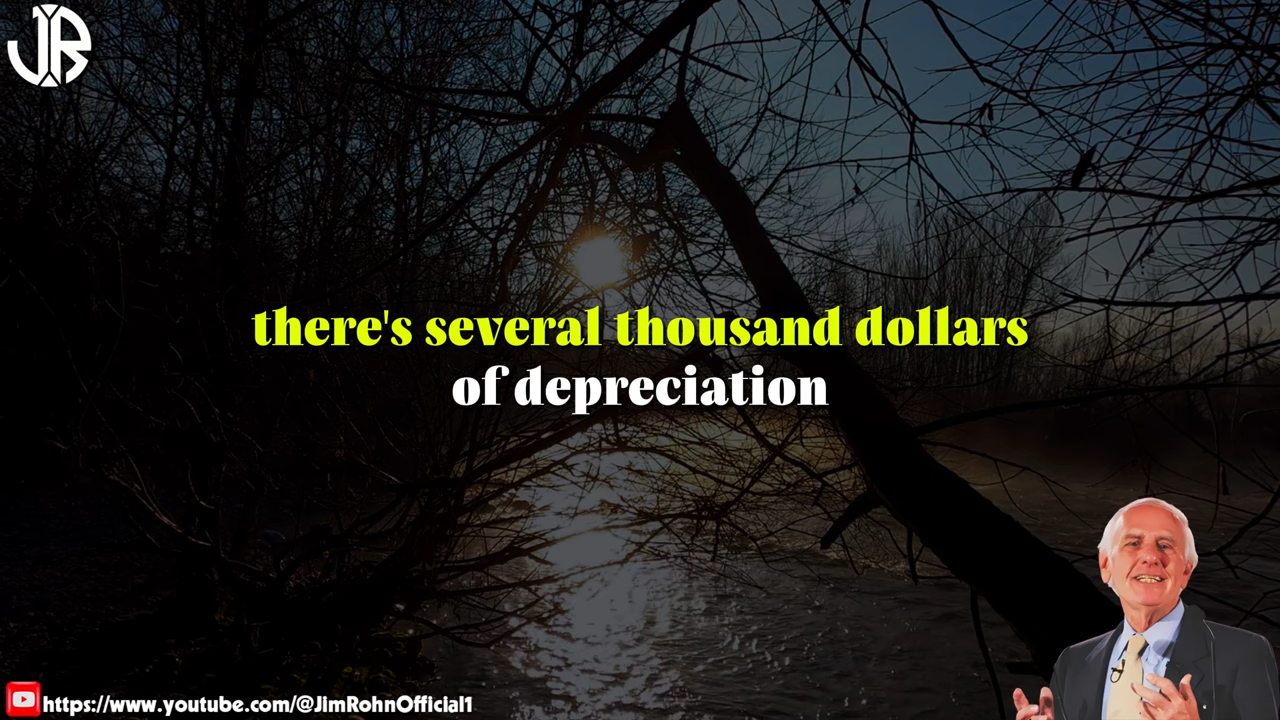 JR
there's several thousand dollars
of depreciation
https://www.youtube.com/@JimRohnOfficial1